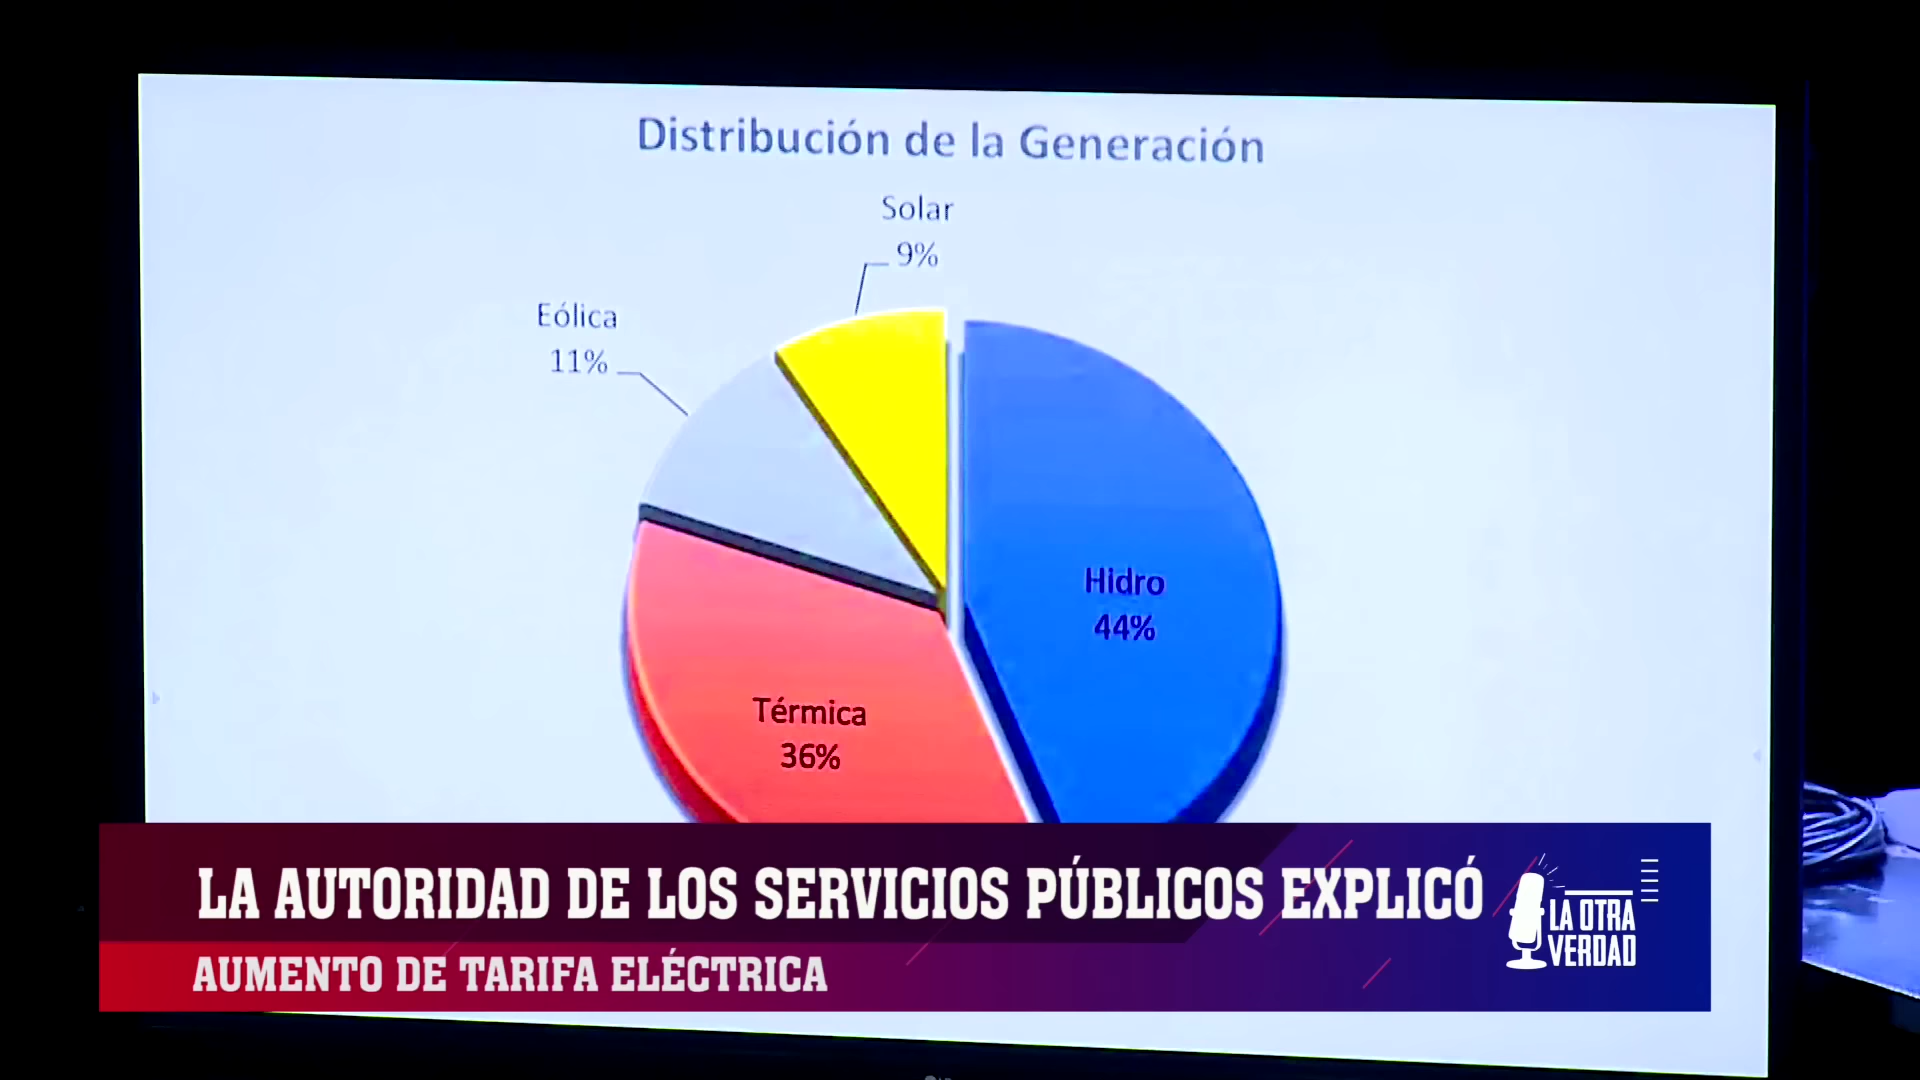 Distribución de la Generación
Solar
9%
Eólica
11%
Hidro
44%
Térmica
36%
LA AUTORIDAD DE LOS SERVICIOS PÚBLICOS EXPLICÓ
AUMENTO DE TARIFA ELÉCTRICA
LA OTRA
VERDAD